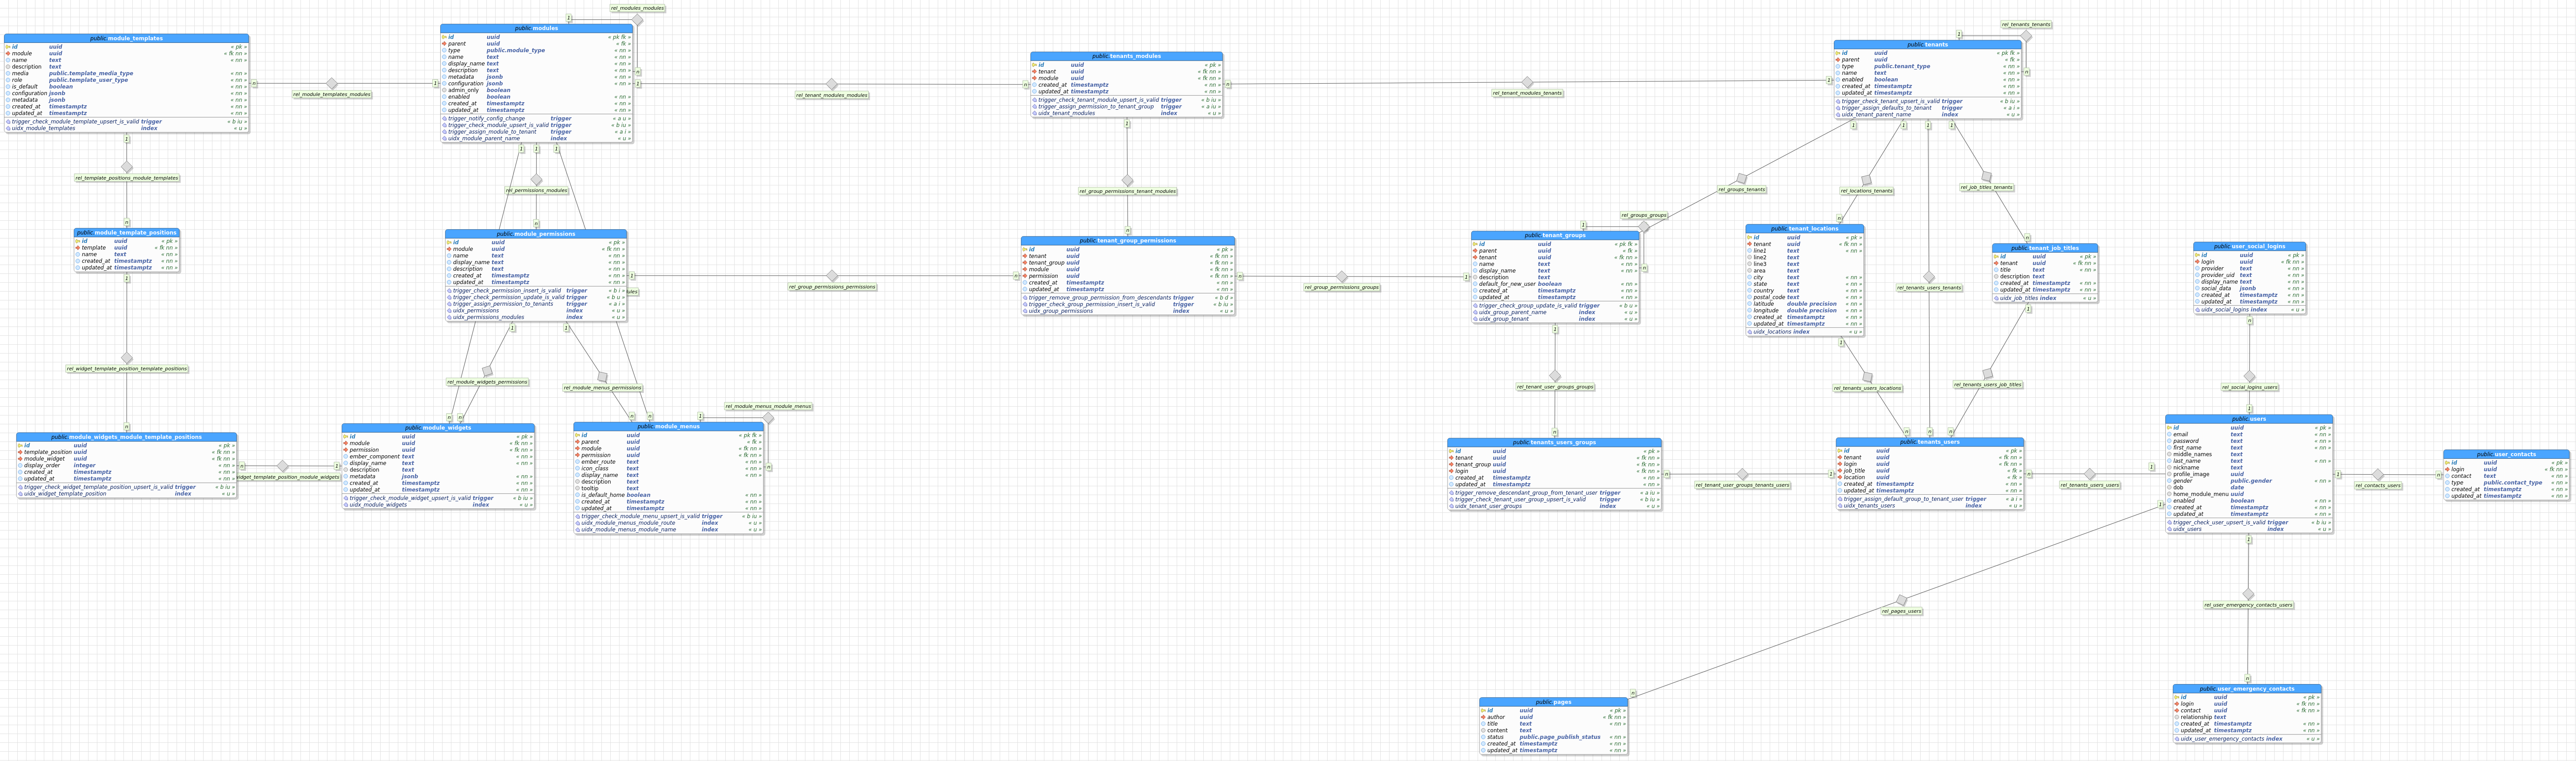 rel_modules_modules
public.module_templates
id uuid « pk »
module uuid « fk nn »
name text « nn »
description text
media public.template_media_type « nn »
role public.template_user_type « nn »
is_default boolean « nn »
configuration jsonb « nn »
metadata jsonb « nn »
created_at timestamptz « nn »
updated_at timestamptz « nn »
trigger_check_module_template_upsert_is_valid trigger « b iu »
uidx_module_templates index « u »
rel_module_templates_modules
public.modules
id uuid « pk fk »
parent uuid « fk »
type public.module_type « nn »
name text « nn »
display_name text « nn »
description text « nn »
metadata jsonb « nn »
configuration jsonb « nn »
admin_only boolean
enabled boolean « nn »
created_at timestamptz « nn »
updated_at timestamptz « nn »
trigger_notify_config_change trigger « a u »
trigger_check_module_upsert_is_valid trigger « b iu »
trigger_assign_module_to_tenant trigger « a i »
uidx_module_parent_name index « u »
rel_tenant_modules_modules
public.tenants_modules
id uuid « pk »
tenant uuid « fk nn »
module uuid « fk nn »
created_at timestamptz « nn »
updated_at timestamptz « nn »
trigger_check_tenant_module_upsert_is_valid trigger « b iu »
trigger_assign_permission_to_tenant_group trigger « a iu »
uidx_tenant_modules index « u »
rel_tenant_modules_tenants
rel_tenants_tenants
public.tenants
id uuid « pk fk »
parent uuid « fk »
type public.tenant_type « nn »
name text « nn »
enabled boolean « nn »
created_at timestamptz « nn »
updated_at timestamptz « nn »
trigger_check_tenant_upsert_is_valid trigger « b iu »
trigger_assign_defaults_to_tenant trigger « a i »
uidx_tenant_parent_name index « u »
rel_template_positions_module_templates
rel_permissions_modules
rel_group_permissions_tenant_modules
rel_groups_tenants
rel_locations_tenants
rel_job_titles_tenants
rel_groups_groups
public.module_template_positions
id uuid « pk »
template uuid « fk nn »
name text « nn »
created_at timestamptz « nn »
updated_at timestamptz « nn »
public.module_permissions
id uuid « pk »
module uuid « fk nn »
name text « nn »
display_name text « nn »
description text « nn »
created_at timestamptz « nn »
updated_at timestamptz « nn »
trigger_check_permission_insert_is_valid trigger « b i »
trigger_check_permission_update_is_valid trigger « b u »
trigger_assign_permission_to_tenants trigger « a i »
uidx_permissions index « u »
uidx_permissions_modules index « u »
rel_group_permissions_permissions
public.tenant_group_permissions
id uuid « pk »
tenant uuid « fk nn »
tenant_group uuid « fk nn »
module uuid « fk nn »
permission uuid « fk nn »
created_at timestamptz « nn »
updated_at timestamptz « nn »
trigger_remove_group_permission_from_descendants trigger « b d »
trigger_check_group_permission_insert_is_valid trigger « b iu »
uidx_group_permissions index « u »
rel_group_permissions_groups
public.tenant_groups
id uuid « pk fk »
parent uuid « fk »
tenant uuid « fk nn »
name text « nn »
display_name text « nn »
description text
default_for_new_user boolean « nn »
created_at timestamptz « nn »
updated_at timestamptz « nn »
trigger_check_group_update_is_valid trigger « b u »
uidx_group_parent_name index « u »
uidx_group_tenant index « u »
public.tenant_locations
id uuid « pk »
tenant uuid « fk nn »
line1 text « nn »
line2 text
line3 text
area text
city text « nn »
state text « nn »
country text « nn »
postal_code text « nn »
latitude double precision « nn »
longitude double precision « nn »
created_at timestamptz « nn »
updated_at timestamptz « nn »
uidx_locations index « u »
rel_tenants_users_tenants
public.tenant_job_titles
id uuid « pk »
tenant uuid « fk nn »
title text « nn »
description text
created_at timestamptz « nn »
updated_at timestamptz « nn »
uidx_job_titles index « u »
public.user_social_logins
id uuid « pk »
login uuid « fk nn »
provider text « nn »
provider_uid text « nn »
display_name text « nn »
social_data jsonb « nn »
created_at timestamptz « nn »
updated_at timestamptz « nn »
uidx_social_logins index « u »
rel_widget_template_position_template_positions
rel_module_widgets_permissions
rel_module_menus_permissions
rel_module_menus_module_menus
rel_tenant_user_groups_groups
rel_tenants_users_locations
rel_tenants_users_job_titles
rel_social_logins_users
public.module_widgets_module_template_positions
id uuid « pk »
template_position uuid « fk nn »
module_widget uuid « fk nn »
display_order integer « nn »
created_at timestamptz « nn »
updated_at timestamptz « nn »
trigger_check_widget_template_position_upsert_is_valid trigger « b iu »
uidx_widget_template_position index « u »
widget_template_position_module_widgets
public.module_widgets
id uuid « pk »
module uuid « fk nn »
permission uuid « fk nn »
ember_component text « nn »
display_name text « nn »
description text
metadata jsonb « nn »
created_at timestamptz « nn »
updated_at timestamptz « nn »
trigger_check_module_widget_upsert_is_valid trigger « b iu »
uidx_module_widgets index « u »
public.module_menus
id uuid « pk fk »
parent uuid « fk »
module uuid « fk nn »
permission uuid « fk nn »
ember_route text « nn »
icon_class text « nn »
display_name text « nn »
description text
tooltip text
is_default_home boolean « nn »
created_at timestamptz « nn »
updated_at timestamptz « nn »
trigger_check_module_menu_upsert_is_valid trigger « b iu »
uidx_module_menus_module_route index « u »
uidx_module_menus_module_name index « u »
public.tenants_users_groups
id uuid « pk »
tenant uuid « fk nn »
tenant_group uuid « fk nn »
login uuid « fk nn »
created_at timestamptz « nn »
updated_at timestamptz « nn »
trigger_remove_descendant_group_from_tenant_user trigger « a iu »
trigger_check_tenant_user_group_upsert_is_valid trigger « b iu »
uidx_tenant_user_groups index « u »
rel_tenant_user_groups_tenants_users
public.tenants_users
id uuid « pk »
tenant uuid « fk nn »
login uuid « fk nn »
job_title uuid « fk »
location uuid « fk »
created_at timestamptz « nn »
updated_at timestamptz « nn »
trigger_assign_default_group_to_tenant_user trigger « a i »
uidx_tenants_users index « u »
rel_tenants_users_users
public.users
id uuid « pk »
email text « nn »
password text « nn »
first_name text « nn »
middle_names text
last_name text « nn »
nickname text
profile_image text
gender public.gender « nn »
dob date
home_module_menu uuid
enabled boolean « nn »
created_at timestamptz « nn »
updated_at timestamptz « nn »
trigger_check_user_upsert_is_valid trigger « b iu »
uidx_users index « u »
rel_contacts_users
public.user_contacts
id uuid « pk »
login uuid « fk nn »
contact text « nn »
type public.contact_type « nn »
created_at timestamptz « nn »
updated_at timestamptz « nn »
rel_pages_users
rel_user_emergency_contacts_users
public.pages
id uuid « pk »
author uuid « fk nn »
title text « nn »
content text
status public.page_publish_status « nn »
created_at timestamptz « nn »
updated_at timestamptz « nn »
public.user_emergency_contacts
id uuid « pk »
login uuid « fk nn »
contact uuid « fk nn »
relationship text
created_at timestamptz « nn »
updated_at timestamptz « nn »
uidx_user_emergency_contacts index « u »